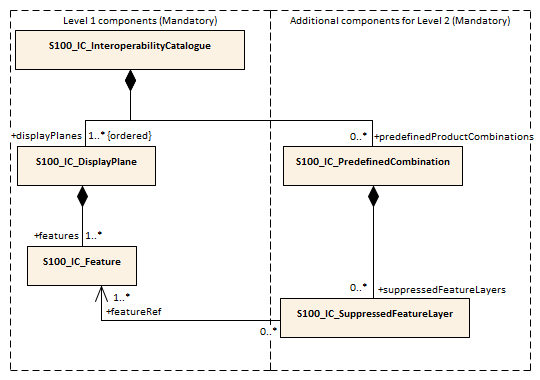 Level 1 components (Mandatory)
Additional components for Level 2 (Mandatory)
S100_IC_InteroperabilityCatalogue
+displayPlanes 1..* {ordered}
0..* +predefinedProductCombinations
S100_IC_DisplayPlane
S100_IC_PredefinedCombination
+features 1..*
S100_IC_Feature
0..* +suppressedFeatureLayers
1..*
+featureRef
S100_IC_SuppressedFeatureLayer
0..*